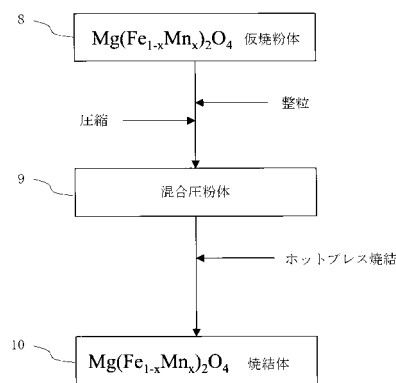 8
Mg(Fe1-xMnx)2O4 仮焼粉体
整粒
圧縮
9
混合圧粉体
ホットプレス焼結
10
Mg(Fe1-xMnx)2O4 焼結体